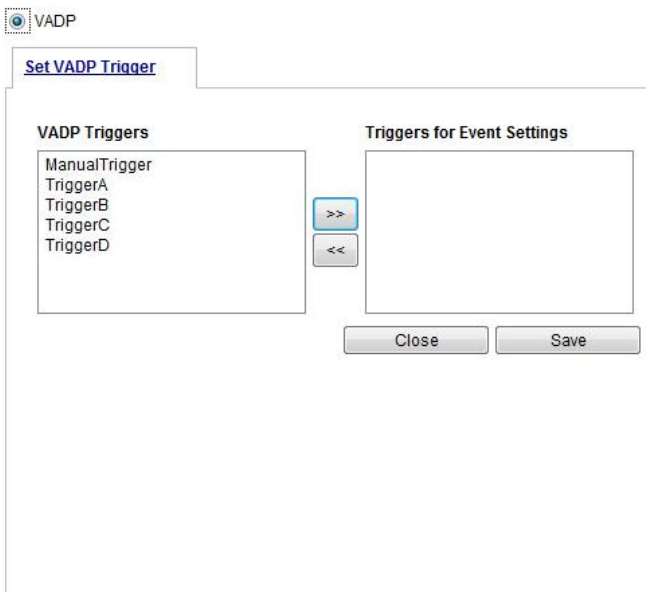 VADP
Set VADP Trigger
VADP Triggers
Triggers for Event Settings
ManualTrigger
TriggerA
TriggerB
TriggerC
TriggerD
>>
<<
Close
Save